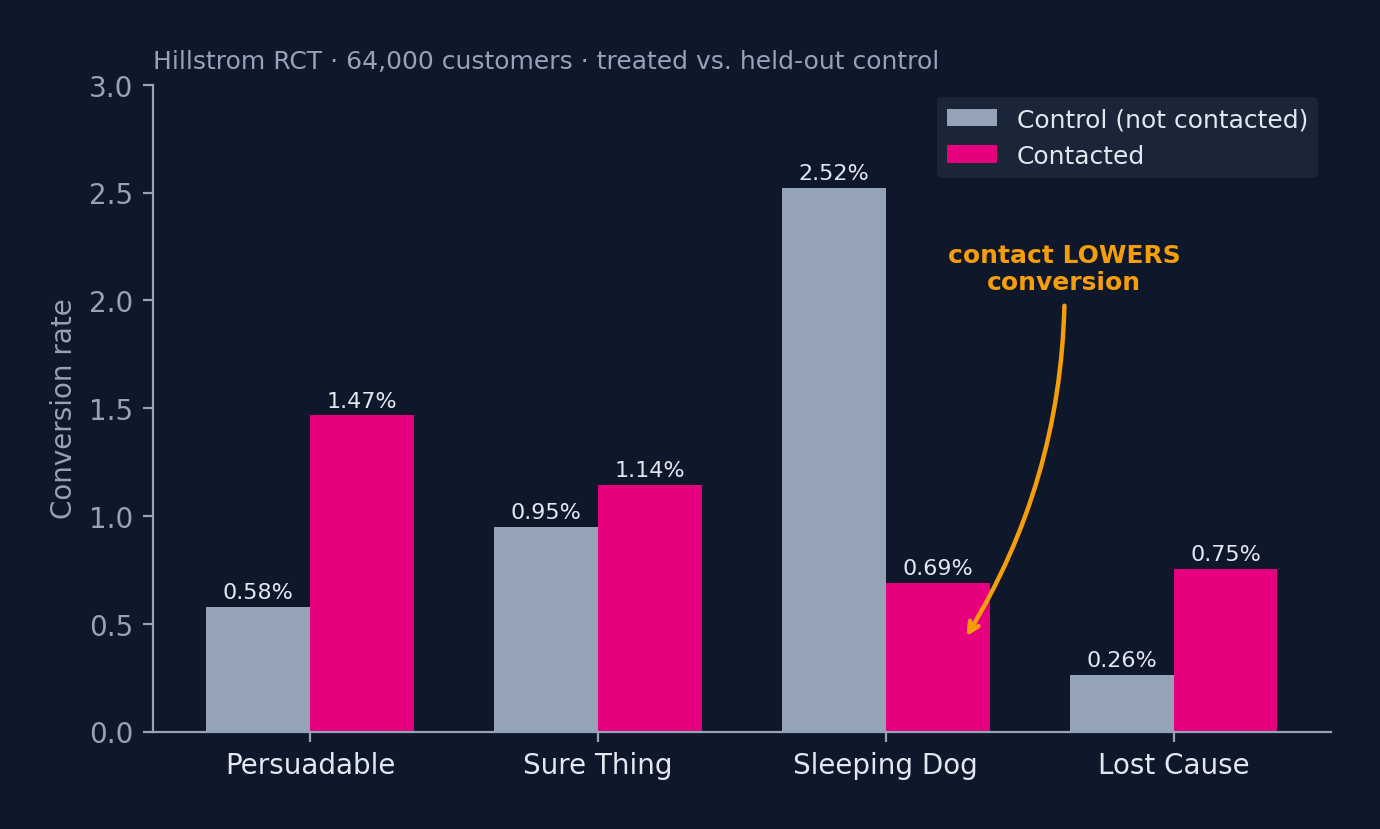 Hillstrom RCT · 64,000 customers · treated vs. held-out control
3.0
2.5
2.0
1.5
1.0
0.5
0.0
Conversion rate
Control (not contacted)
Contacted
2.52%
contact LOWERS
conversion
1.47%
1.14%
0.95%
0.58%
0.69%
0.75%
0.26%
Persuadable
Sure Thing
Sleeping Dog
Lost Cause